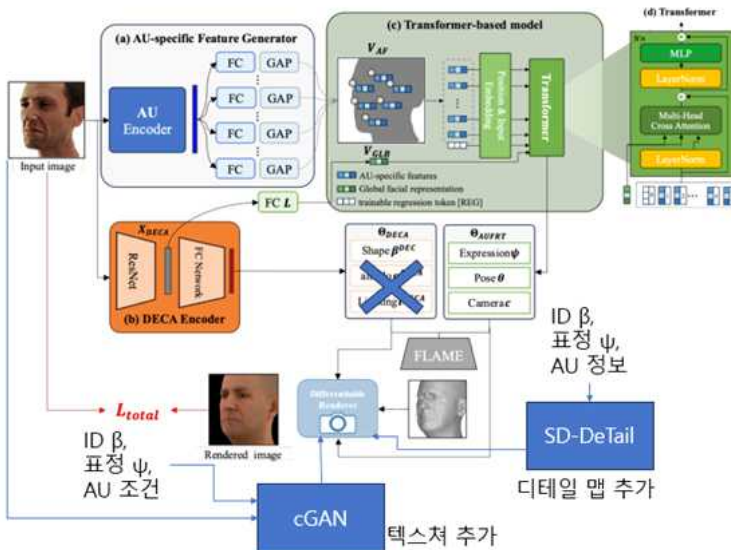 (a) AU-specific Feature Generator
AU
Encoder
FC
GAP
FC
GAP
FC
GAP
FC
GAP
Input image
(c) Transformer-based model
V_AF
V_GLB
Position & Input
Embedding
Transformer
AU-specific features
Global facial representation
trainable regression token [REG]
(d) Transformer
MLP
LayerNorm
Multi-Head
Cross Attention
LayerNorm
FC L
X_DECA
ResNet
FC Network
(b) DECA Encoder
Θ_DECA
Shape β^DEC
Θ_AUFRT
Expression ψ
Pose θ
Camera c
FLAME
Differentiable
Renderer
L_total
Rendered image
ID β,
표정 ψ,
AU 정보
SD-DeTail
디테일 맵 추가
ID β,
표정 ψ,
AU 조건
cGAN
텍스쳐 추가